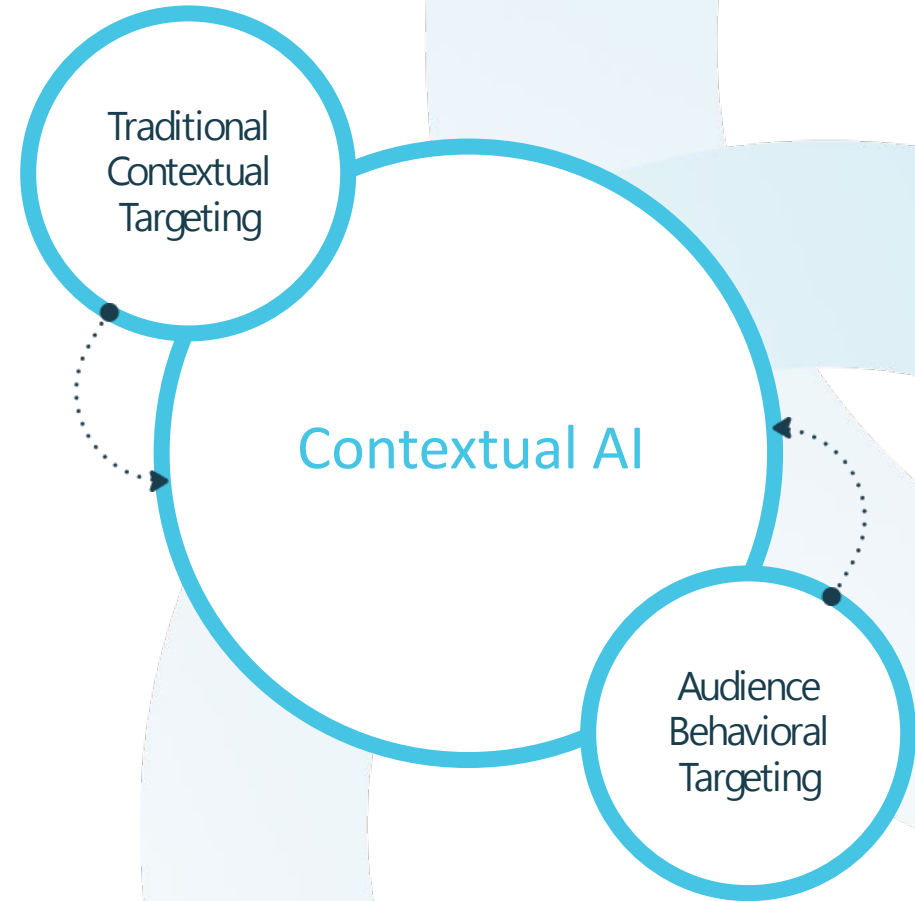 Traditional
Contextual
Targeting
Contextual AI
Audience
Behavioral
Targeting